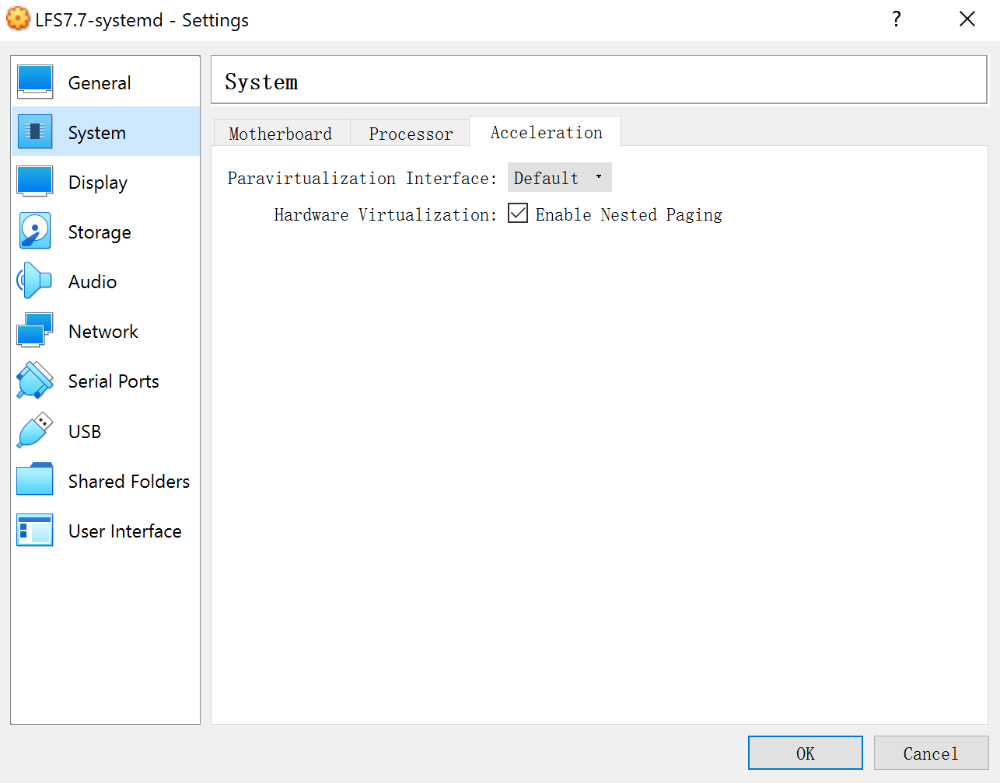 LFS7.7-systemd - Settings
?
General
System
Display
Storage
Audio
Network
Serial Ports
USB
Shared Folders
User Interface
System
Motherboard Processor Acceleration
Paravirtualization Interface: Default
Hardware Virtualization: Enable Nested Paging
OK Cancel